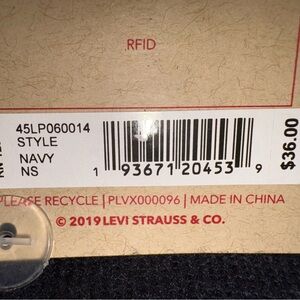 RFID
45LP060014
STYLE
NAVY
NS
1 93671 20453 9
$36.00
PLEASE RECYCLE | PLVX000096 | MADE IN CHINA
© 2019 LEVI STRAUSS & CO.